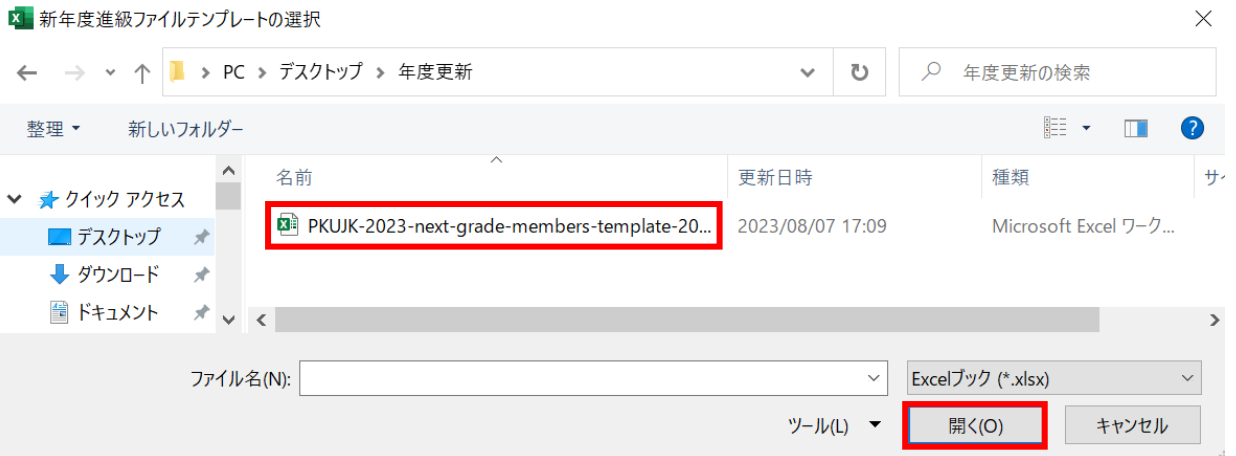 新年度進級ファイルテンプレートの選択
PC > デスクトップ > 年度更新
年度更新の検索
整理
新しいフォルダー
名前 更新日時 種類 サイ
クイック アクセス
デスクトップ
ダウンロード
ドキュメント
PKUJK-2023-next-grade-members-template-20... 2023/08/07 17:09 Microsoft Excel ワーク...
ファイル名(N):
Excelブック (*.xlsx)
ツール(L) 開く(O) キャンセル